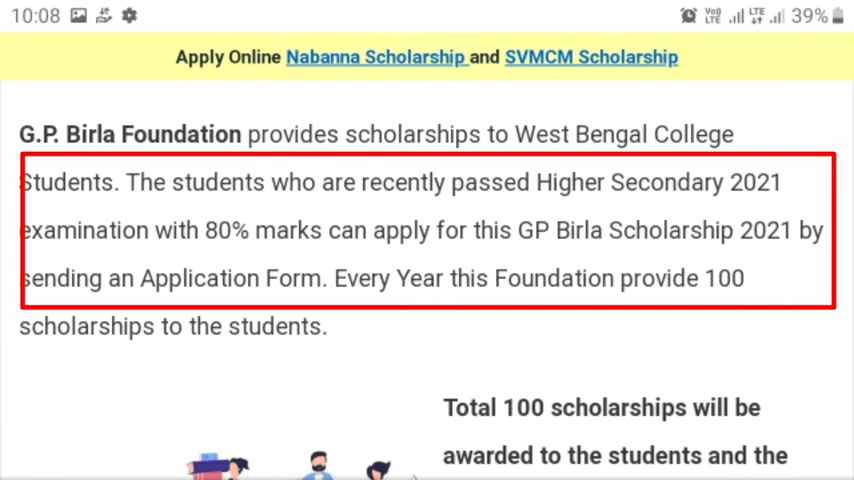 10:08
Vo)) LTE LTE 39%
Apply Online Nabanna Scholarship and SVMCM Scholarship
G.P. Birla Foundation provides scholarships to West Bengal College
Students. The students who are recently passed Higher Secondary 2021
examination with 80% marks can apply for this GP Birla Scholarship 2021 by
sending an Application Form. Every Year this Foundation provide 100
scholarships to the students.
Total 100 scholarships will be
awarded to the students and the